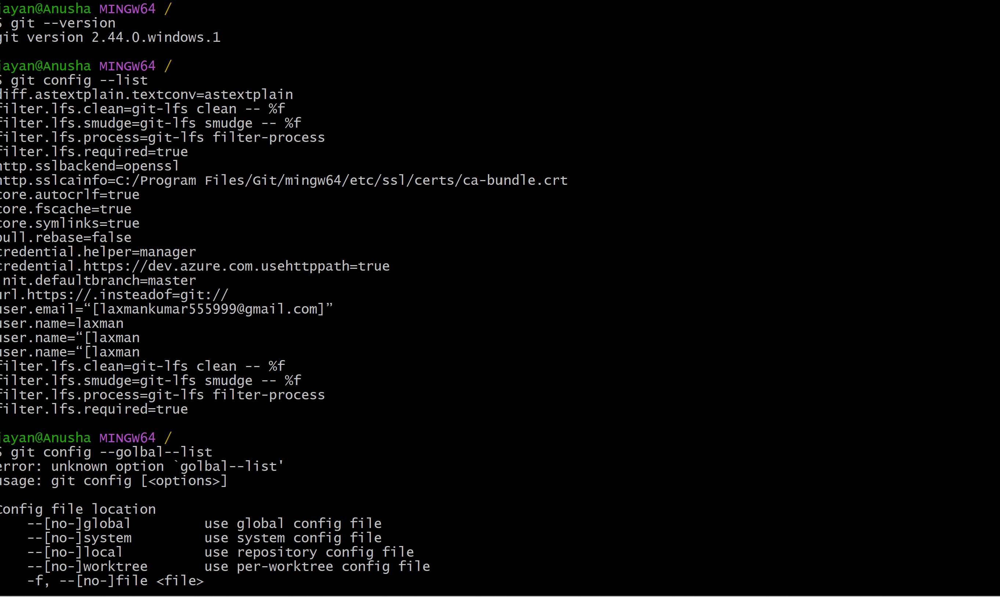 jayan@Anusha MINGW64 /
$ git --version
git version 2.44.0.windows.1
jayan@Anusha MINGW64 /
$ git config --list
diff.astextplain.textconv=astextplain
filter.lfs.clean=git-lfs clean -- %f
filter.lfs.smudge=git-lfs smudge -- %f
filter.lfs.process=git-lfs filter-process
filter.lfs.required=true
http.sslbackend=openssl
http.sslcainfo=C:/Program Files/Git/mingw64/etc/ssl/certs/ca-bundle.crt
core.autocrlf=true
core.fscache=true
core.symlinks=true
pull.rebase=false
credential.helper=manager
credential.https://dev.azure.com.usehttppath=true
init.defaultbranch=master
url.https://.insteadof=git://
user.email=“[laxmankumar555999@gmail.com]”
user.name=laxman
user.name=“[laxman
user.name=“[laxman
filter.lfs.clean=git-lfs clean -- %f
filter.lfs.smudge=git-lfs smudge -- %f
filter.lfs.process=git-lfs filter-process
filter.lfs.required=true
jayan@Anusha MINGW64 /
$ git config --golbal--list
error: unknown option `golbal--list'
usage: git config [<options>]
Config file location
--[no-]global use global config file
--[no-]system use system config file
--[no-]local use repository config file
--[no-]worktree use per-worktree config file
-f, --[no-]file <file>